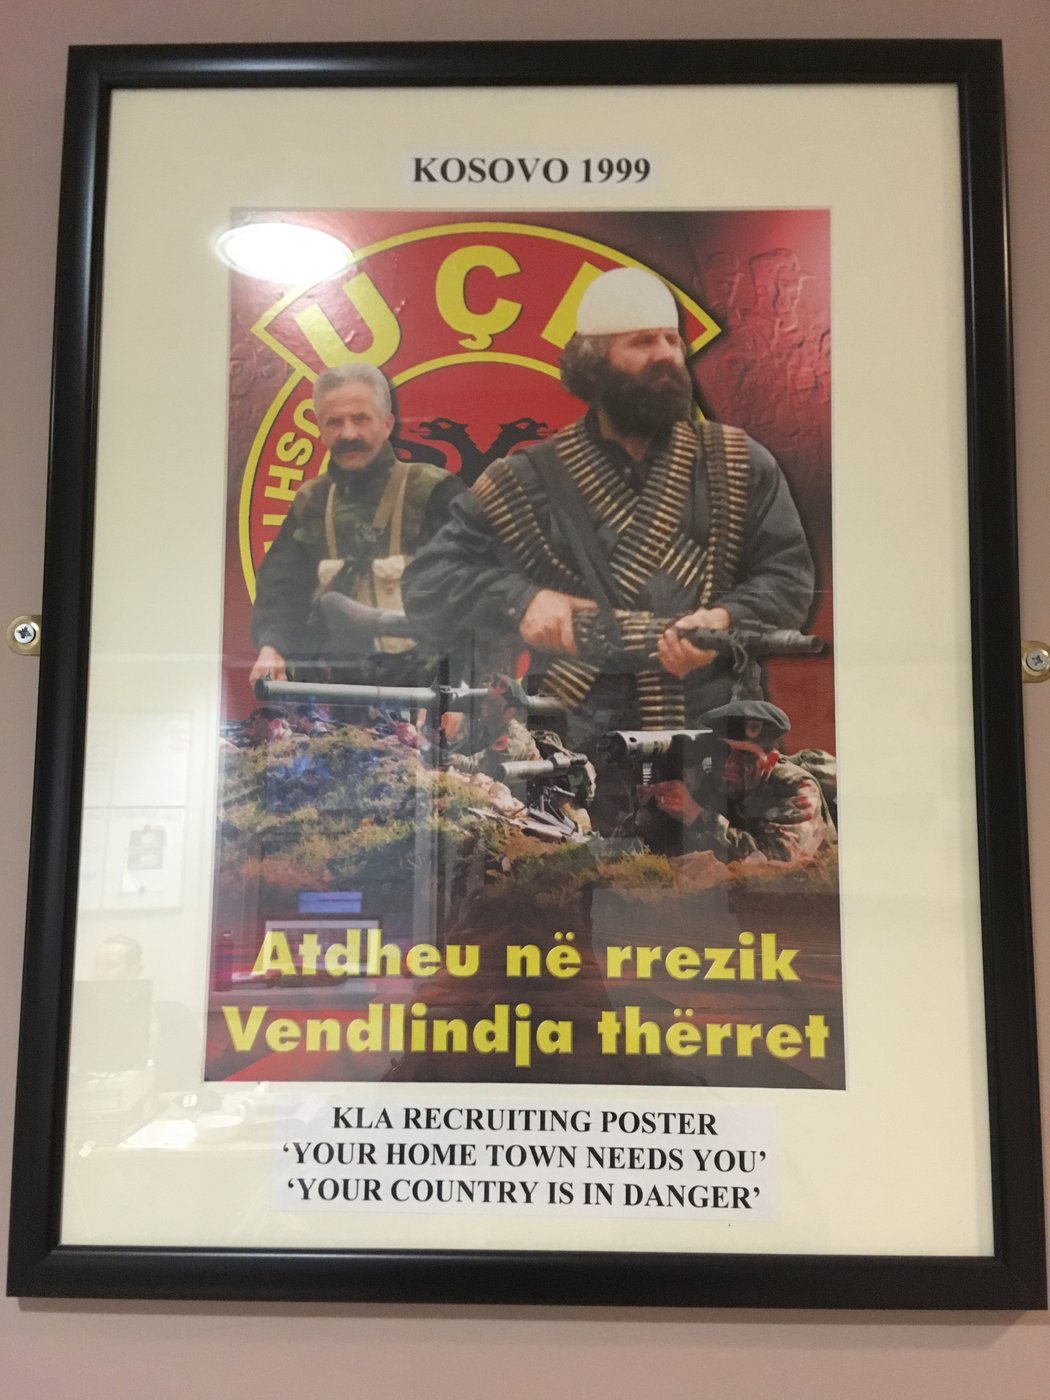 KOSOVO 1999
UÇK
Atdheu në rrezik
Vendlindja thërret
KLA RECRUITING POSTER
‘YOUR HOME TOWN NEEDS YOU’
‘YOUR COUNTRY IS IN DANGER’